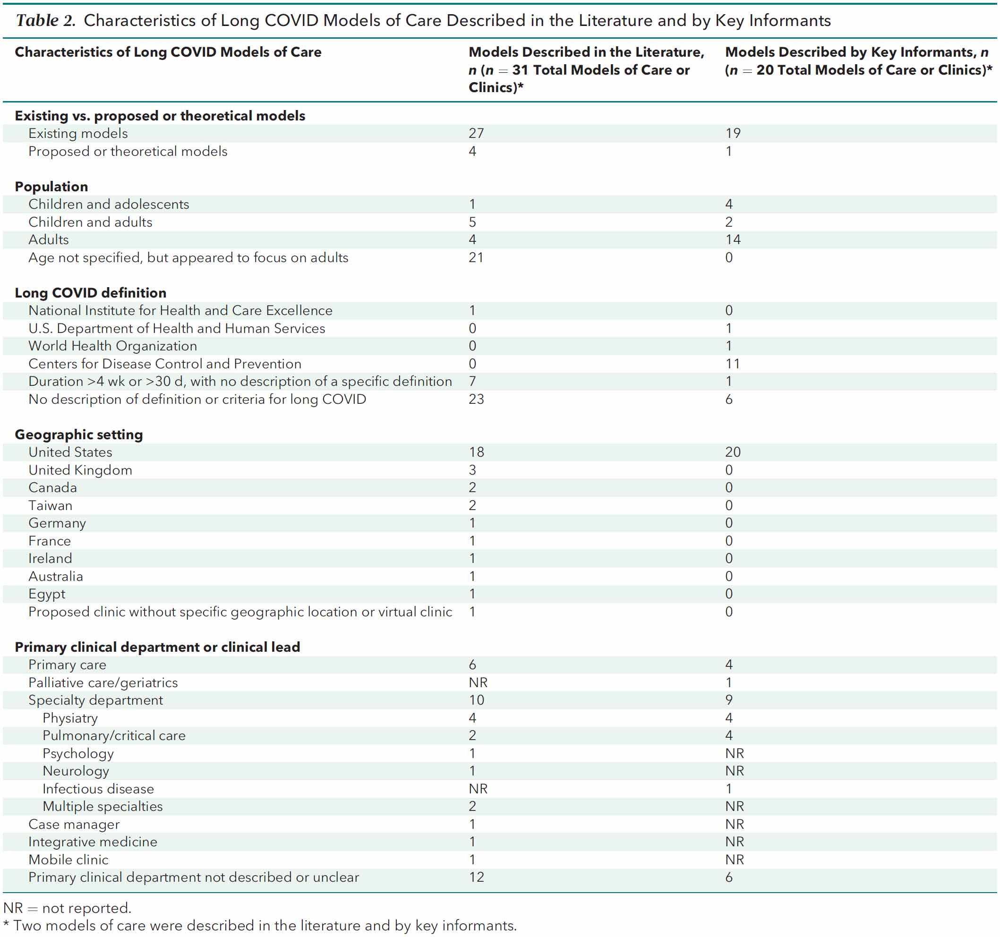 Table 2. Characteristics of Long COVID Models of Care Described in the Literature and by Key Informants
Characteristics of Long COVID Models of Care Models Described in the Literature, Models Described by Key Informants, n
n (n = 31 Total Models of Care or (n = 20 Total Models of Care or Clinics)*
Clinics)*
Existing vs. proposed or theoretical models
Existing models 27 19
Proposed or theoretical models 4 1
Population
Children and adolescents 1 4
Children and adults 5 2
Adults 4 14
Age not specified, but appeared to focus on adults 21 0
Long COVID definition
National Institute for Health and Care Excellence 1 0
U.S. Department of Health and Human Services 0 1
World Health Organization 0 1
Centers for Disease Control and Prevention 0 11
Duration >4 wk or >30 d, with no description of a specific definition 7 1
No description of definition or criteria for long COVID 23 6
Geographic setting
United States 18 20
United Kingdom 3 0
Canada 2 0
Taiwan 2 0
Germany 1 0
France 1 0
Ireland 1 0
Australia 1 0
Egypt 1 0
Proposed clinic without specific geographic location or virtual clinic 1 0
Primary clinical department or clinical lead
Primary care 6 4
Palliative care/geriatrics NR 1
Specialty department 10 9
Physiatry 4 4
Pulmonary/critical care 2 4
Psychology 1 NR
Neurology 1 NR
Infectious disease NR 1
Multiple specialties 2 NR
Case manager 1 NR
Integrative medicine 1 NR
Mobile clinic 1 NR
Primary clinical department not described or unclear 12 6
NR = not reported.
* Two models of care were described in the literature and by key informants.